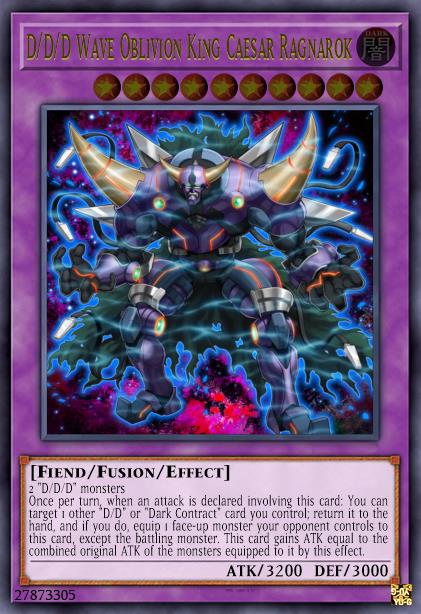 D/D/D Wave Oblivion King Caesar Ragnarok
DARK
闇
[Fiend/Fusion/Effect]
2 "D/D/D" monsters
Once per turn, when an attack is declared involving this card: You can
target 1 other "D/D" or "Dark Contract" card you control; return it to
the hand, and if you do, equip 1 face-up monster your opponent controls to
this card, except the battling monster. This card gains ATK equal to the
combined original ATK of the monsters equipped to it by this effect.
ATK/3200 DEF/3000
27873305